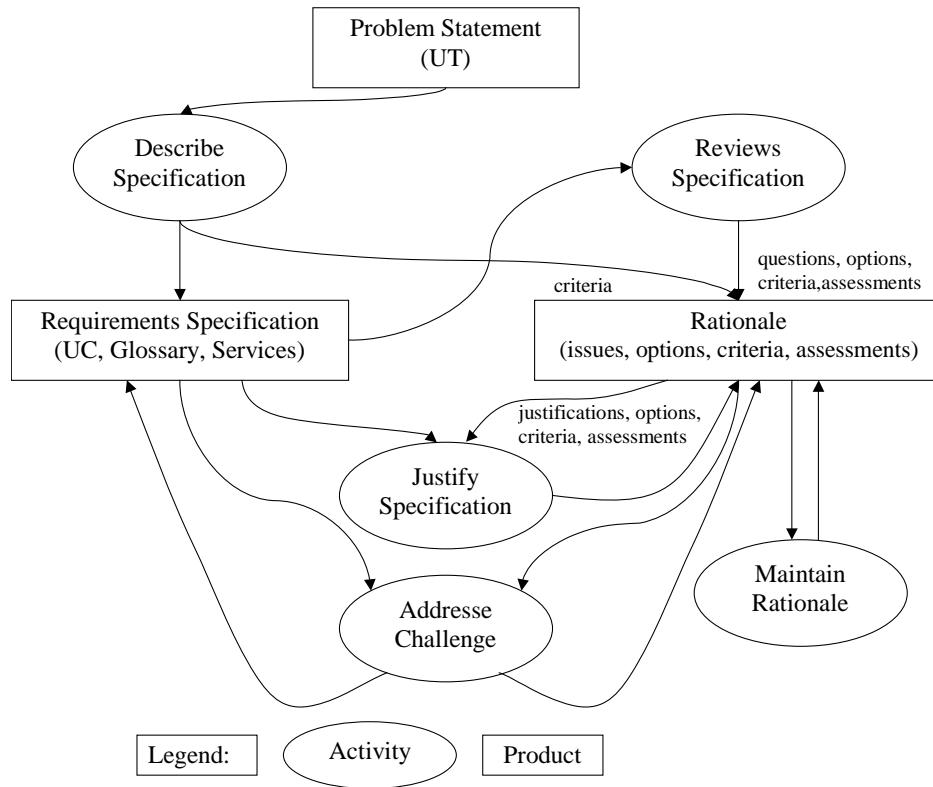 Problem Statement
(UT)
Describe
Specification
Reviews
Specification
criteria
questions, options,
criteria,assessments
Requirements Specification
(UC, Glossary, Services)
Rationale
(issues, options, criteria, assessments)
justifications, options,
criteria, assessments
Justify
Specification
Addresse
Challenge
Maintain
Rationale
Legend:
Activity
Product